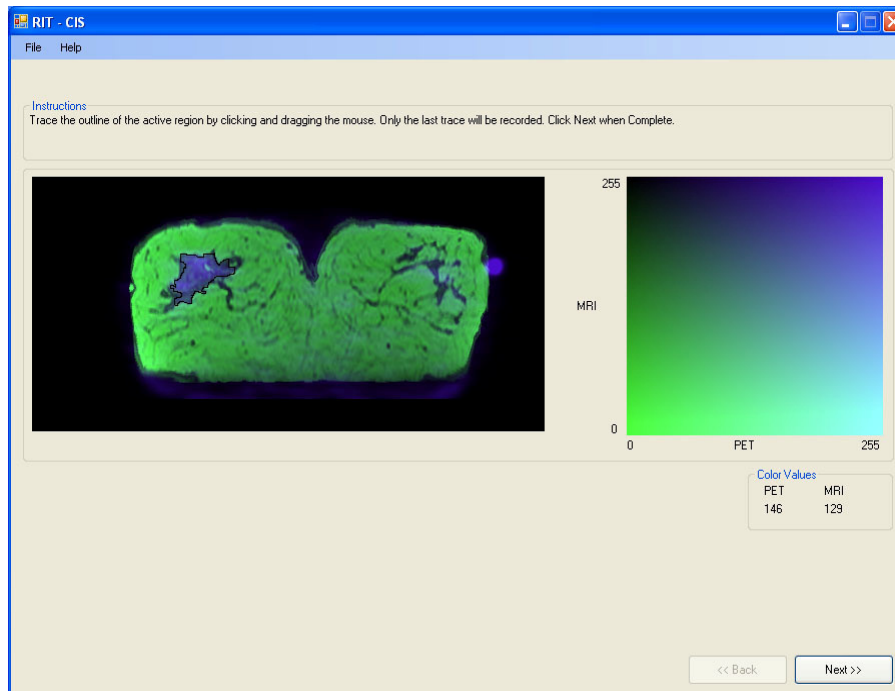 RIT - CIS
File Help
Instructions
Trace the outline of the active region by clicking and dragging the mouse. Only the last trace will be recorded. Click Next when Complete.
255
MRI
0
0 PET 255
Color Values
PET MRI
146 129
<< Back Next >>